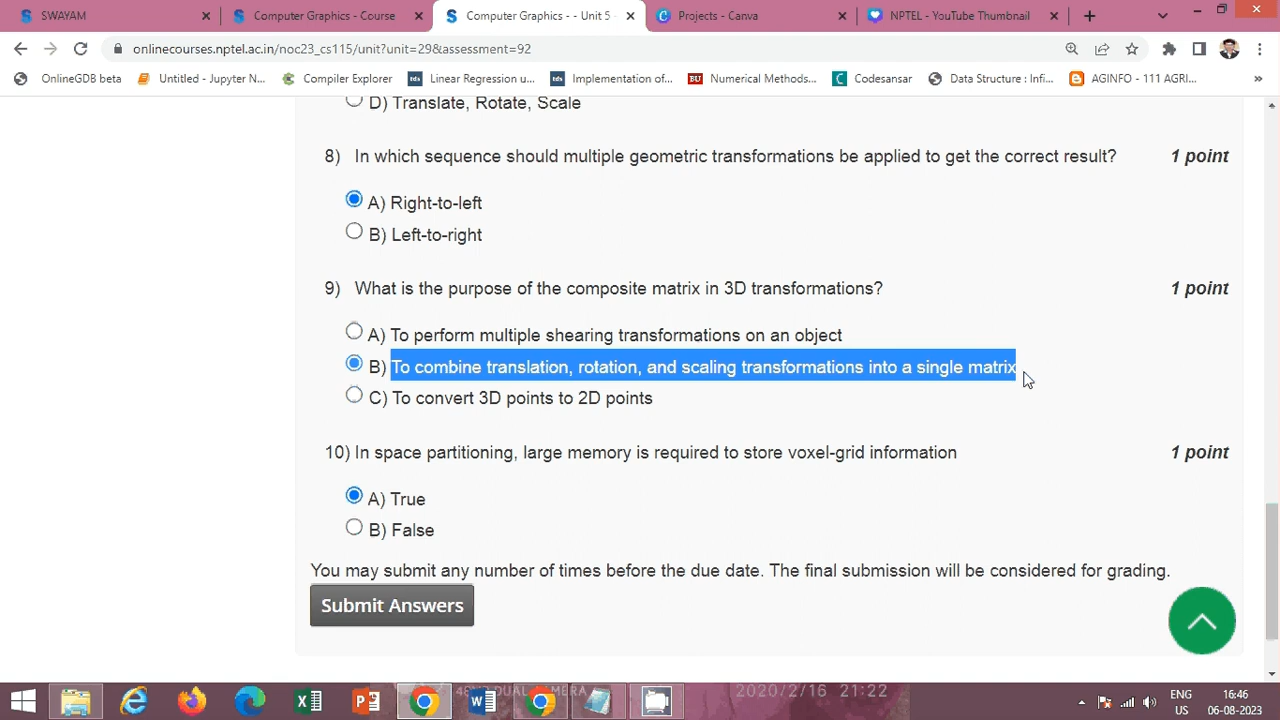 SWAYAM
Computer Graphics - Course
Computer Graphics - - Unit 5 -
Projects - Canva
NPTEL - YouTube Thumbnail
onlinecourses.nptel.ac.in/noc23_cs115/unit?unit=29&assessment=92
OnlineGDB beta
Untitled - Jupyter N...
Compiler Explorer
tds Linear Regression u...
tds Implementation of...
BU Numerical Methods...
C Codesansar
Data Structure : Infi...
AGINFO - 111 AGRI...
»
D) Translate, Rotate, Scale
8) In which sequence should multiple geometric transformations be applied to get the correct result? 1 point
A) Right-to-left
B) Left-to-right
9) What is the purpose of the composite matrix in 3D transformations? 1 point
A) To perform multiple shearing transformations on an object
B) To combine translation, rotation, and scaling transformations into a single matrix
C) To convert 3D points to 2D points
10) In space partitioning, large memory is required to store voxel-grid information 1 point
A) True
B) False
You may submit any number of times before the due date. The final submission will be considered for grading.
Submit Answers
DUAL CAMERA
2020/2/16 21:22
ENG
US
16:46
06-08-2023